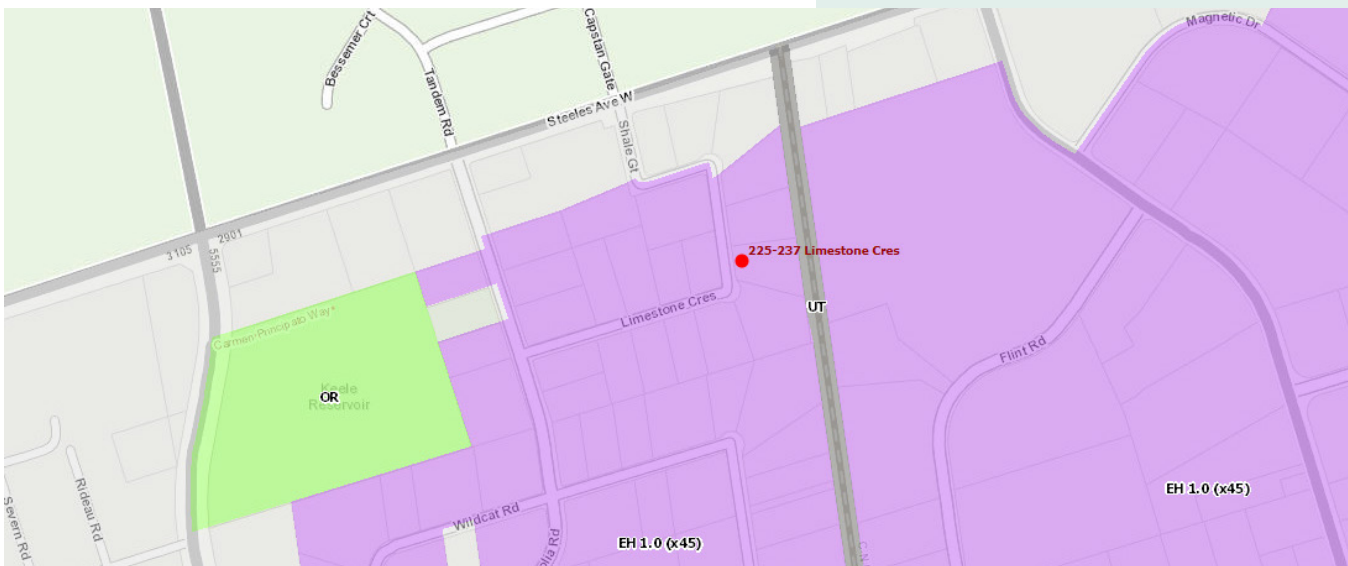 Bessemer Crt
Capstan Gate
Magnetic Dr
Tandem Rd
Steeles Ave W
Shale Gt
3105
2901
5555
225-237 Limestone Cres
Carmen Principato Way
Limestone Cres
UT
Flint Rd
Keele
Reservoir
OR
Rideau Rd
Severn Rd
Wildcat Rd
EH 1.0 (x45)
EH 1.0 (x45)